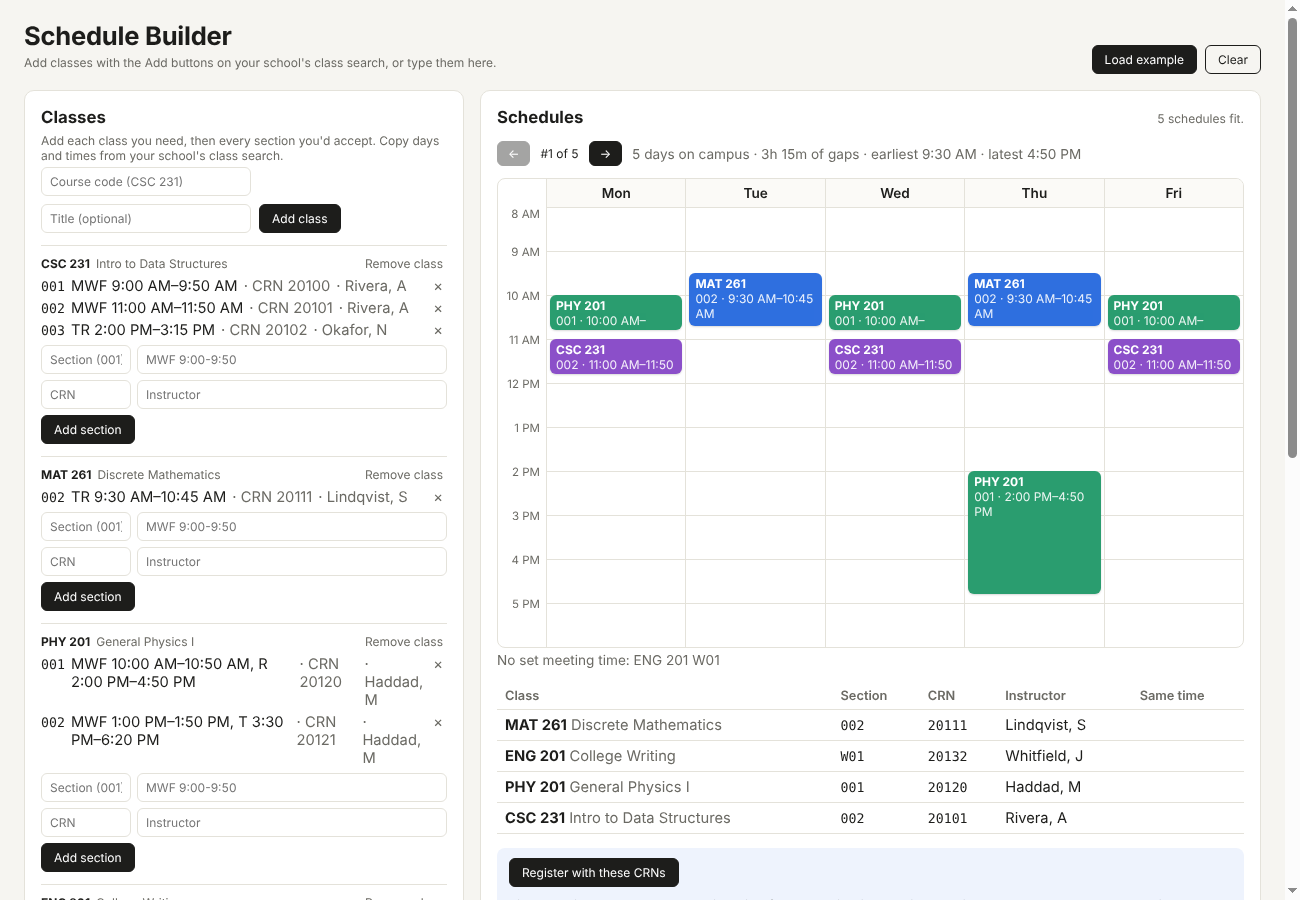 Schedule Builder
Add classes with the Add buttons on your school's class search, or type them here.
Load example
Clear
Classes
Add each class you need, then every section you'd accept. Copy days
and times from your school's class search.
Course code (CSC 231)
Title (optional)
Add class
CSC 231 Intro to Data Structures
Remove class
001 MWF 9:00 AM–9:50 AM · CRN 20100 · Rivera, A ×
002 MWF 11:00 AM–11:50 AM · CRN 20101 · Rivera, A ×
003 TR 2:00 PM–3:15 PM · CRN 20102 · Okafor, N ×
Section (001)
MWF 9:00-9:50
CRN
Instructor
Add section
MAT 261 Discrete Mathematics
Remove class
002 TR 9:30 AM–10:45 AM · CRN 20111 · Lindqvist, S ×
Section (001)
MWF 9:00-9:50
CRN
Instructor
Add section
PHY 201 General Physics I
Remove class
001 MWF 10:00 AM–10:50 AM, R · CRN · ×
2:00 PM–4:50 PM 20120 Haddad,
M
002 MWF 1:00 PM–1:50 PM, T 3:30 · CRN · ×
PM–6:20 PM 20121 Haddad,
M
Section (001)
MWF 9:00-9:50
CRN
Instructor
Add section
Schedules
5 schedules fit.
← #1 of 5 → 5 days on campus · 3h 15m of gaps · earliest 9:30 AM · latest 4:50 PM
Mon Tue Wed Thu Fri
8 AM
9 AM
10 AM
11 AM
12 PM
1 PM
2 PM
3 PM
4 PM
5 PM
PHY 201
001 · 10:00 AM–
CSC 231
002 · 11:00 AM–11:50
MAT 261
002 · 9:30 AM–10:45
AM
PHY 201
001 · 10:00 AM–
CSC 231
002 · 11:00 AM–11:50
MAT 261
002 · 9:30 AM–10:45
AM
PHY 201
001 · 2:00 PM–4:50
PM
PHY 201
001 · 10:00 AM–
CSC 231
002 · 11:00 AM–11:50
No set meeting time: ENG 201 W01
Class Section CRN Instructor Same time
MAT 261 Discrete Mathematics 002 20111 Lindqvist, S
ENG 201 College Writing W01 20132 Whitfield, J
PHY 201 General Physics I 001 20120 Haddad, M
CSC 231 Intro to Data Structures 002 20101 Rivera, A
Register with these CRNs